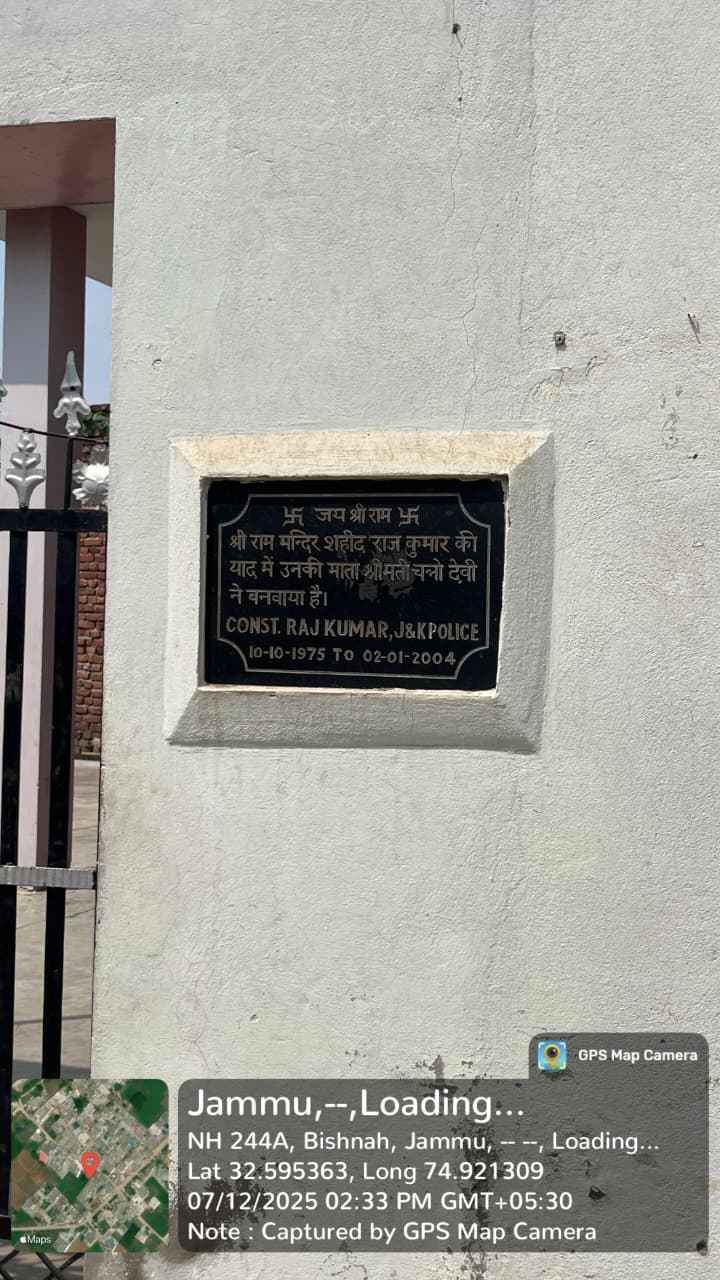 卐 जय श्री राम 卐
श्री राम मन्दिर शहीद राज कुमार की
याद में उनकी माता श्रीमती चन्नो देवी
ने बनवाया है।
CONST. RAJ KUMAR, J&K POLICE
10-10-1975 TO 02-01-2004
GPS Map Camera
Jammu,--,Loading...
NH 244A, Bishnah, Jammu, -- --, Loading...
Lat 32.595363, Long 74.921309
07/12/2025 02:33 PM GMT+05:30
Note : Captured by GPS Map Camera
Maps